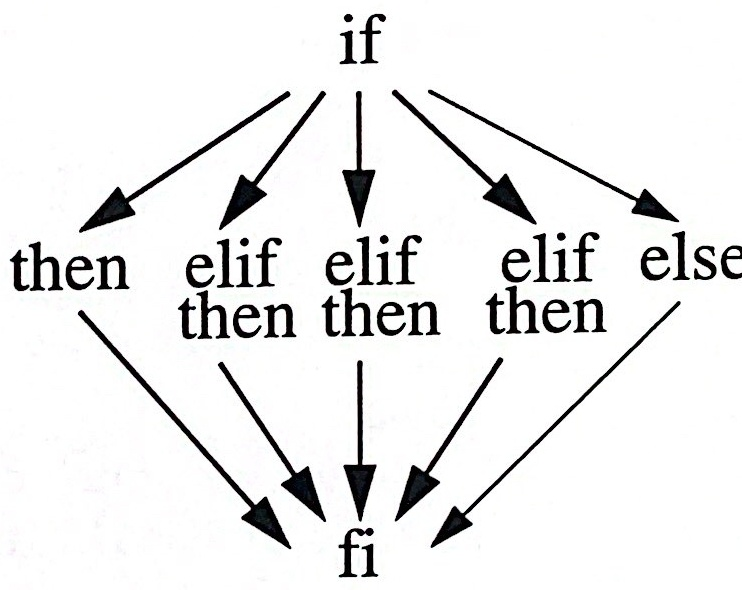 if
then elif elif elif else
then then then
fi